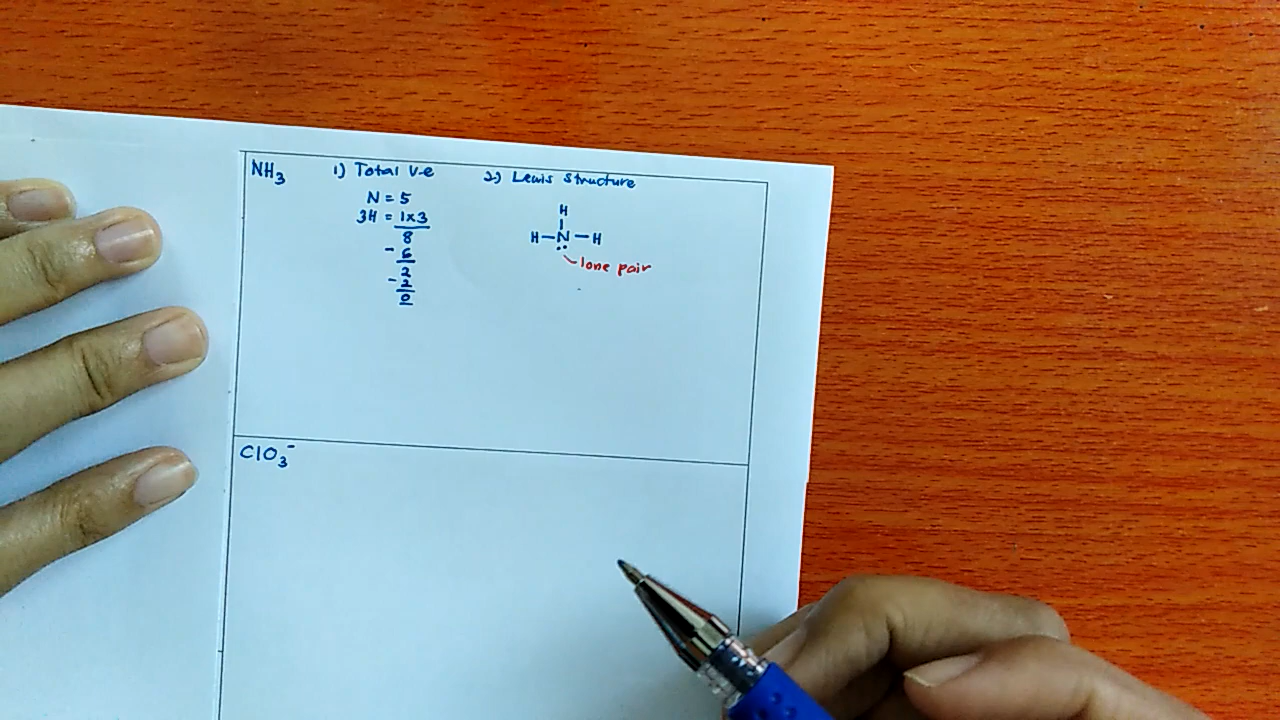 NH3 1) Total V.e 2) Lewis Structure
N = 5
3H = 1x3
8
- 6
2
- 2
0
H
H - N - H
lone pair
ClO3-